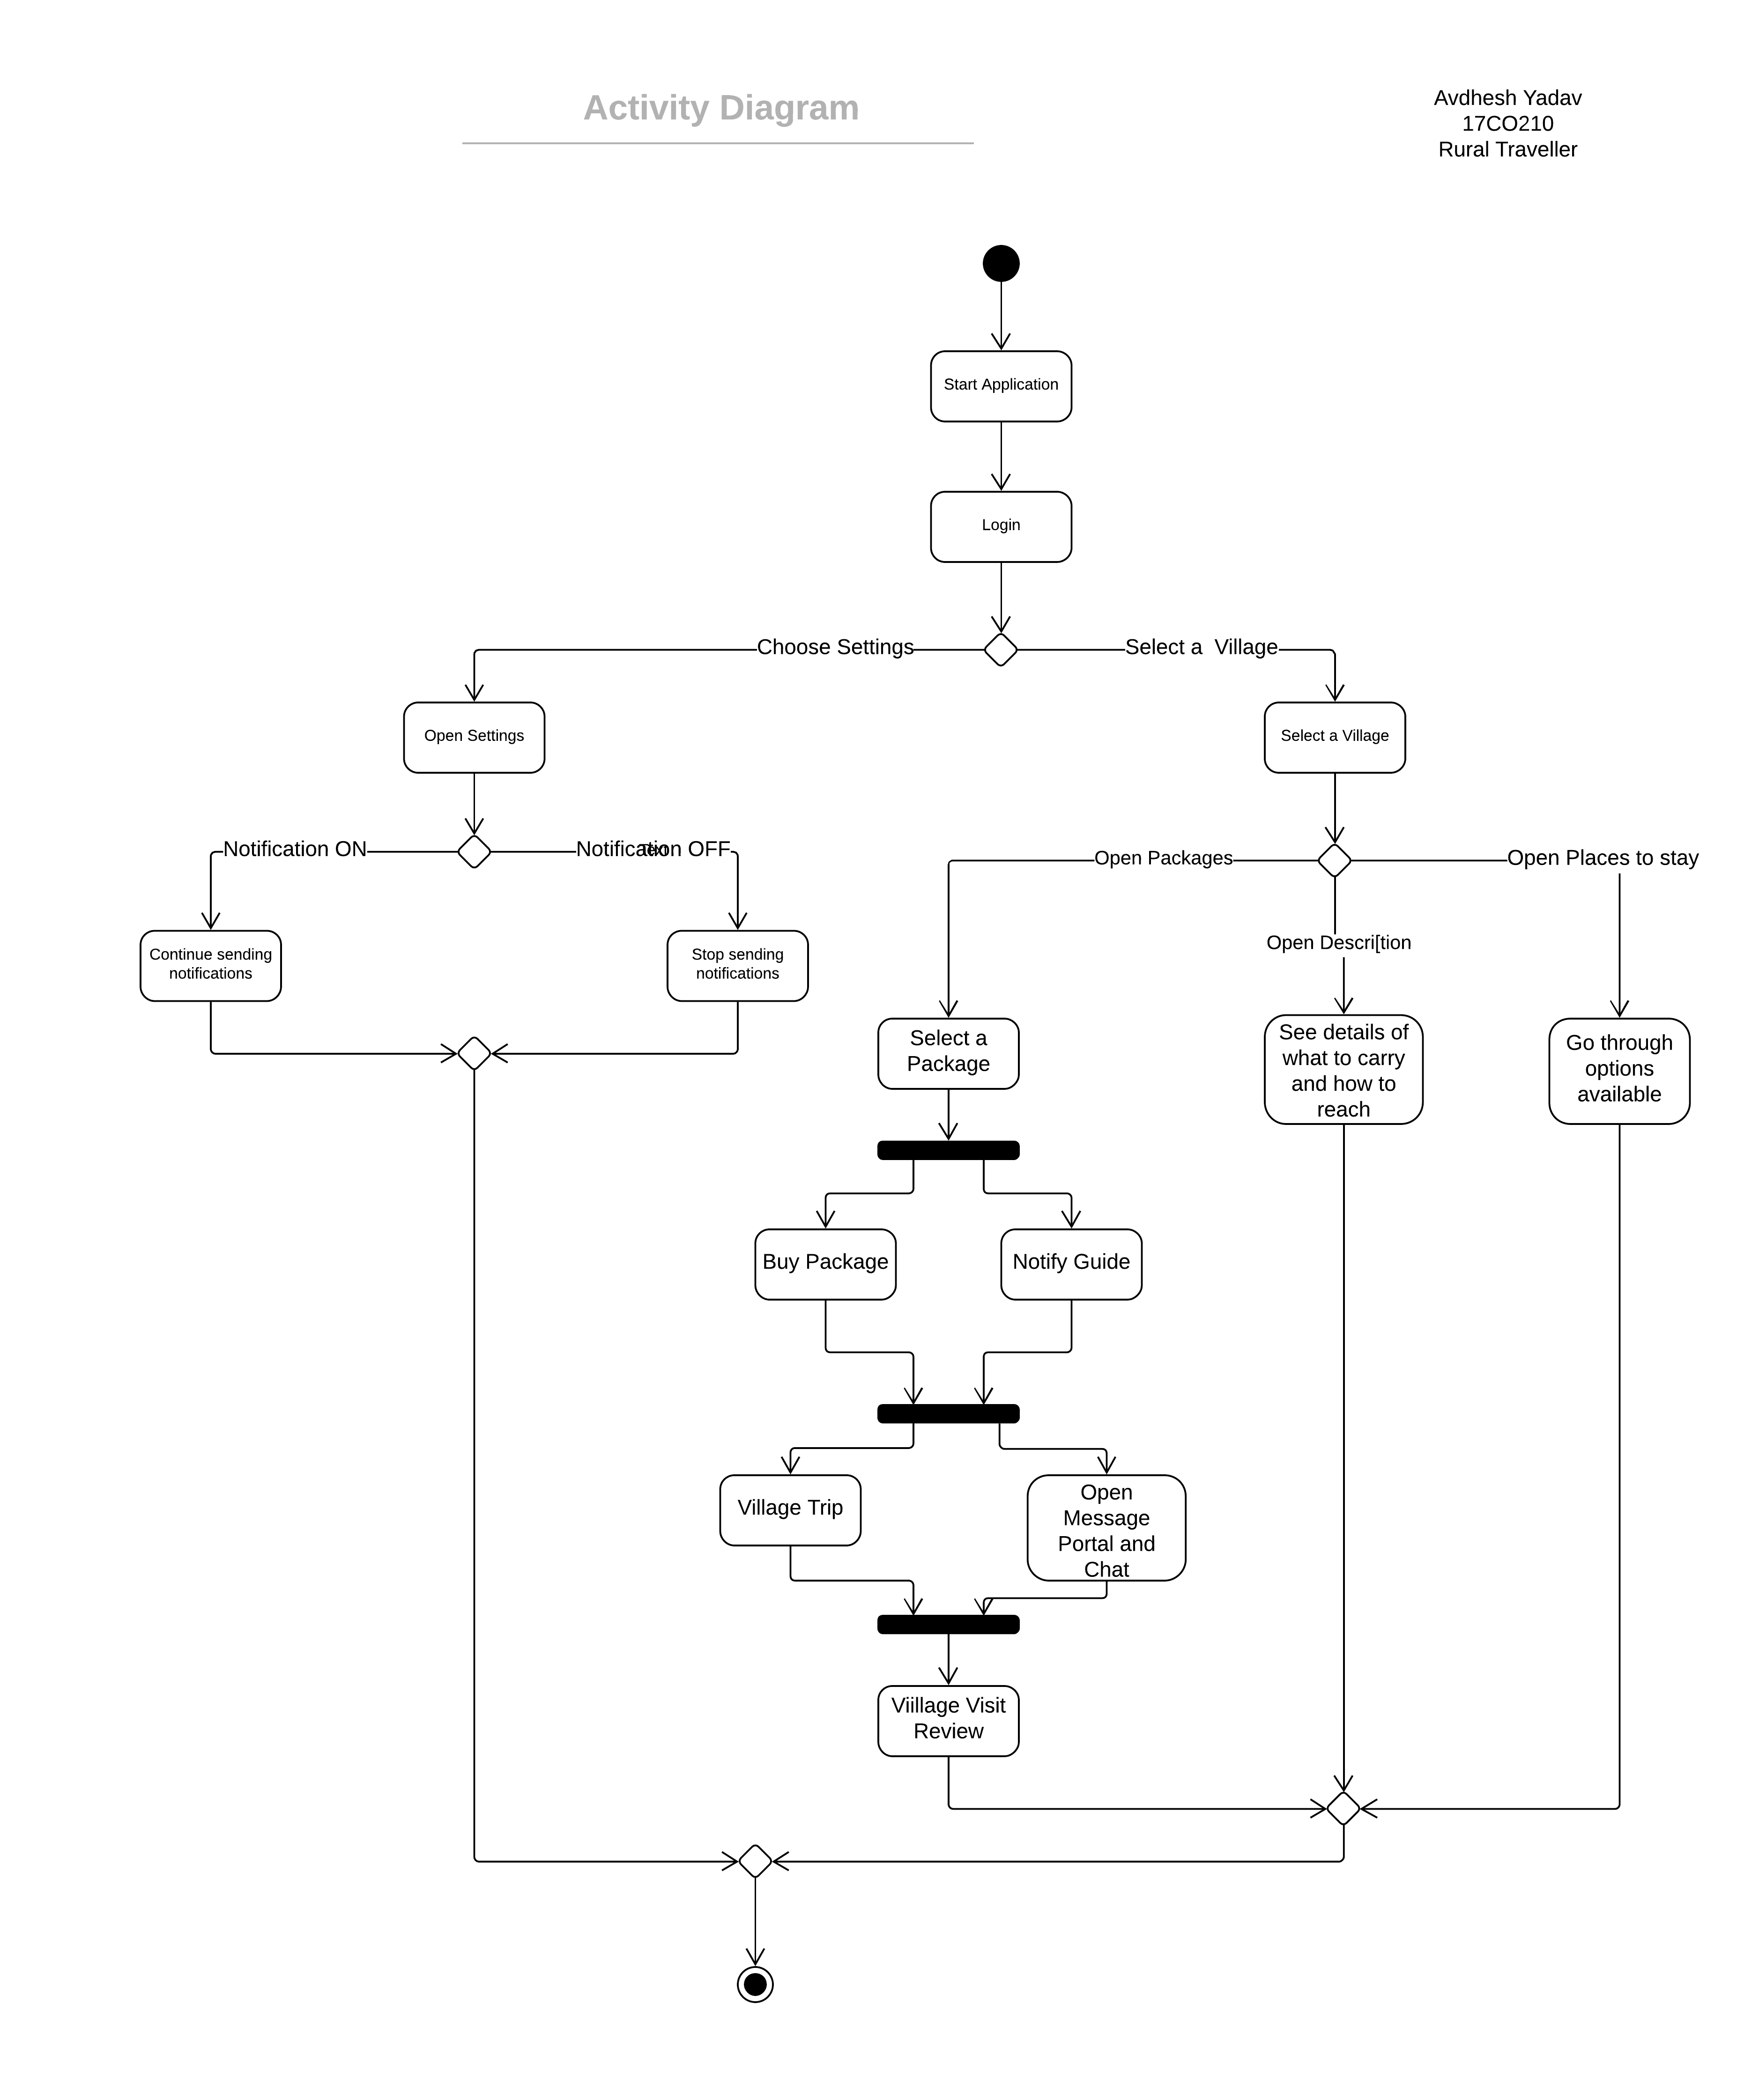 Activity Diagram
Avdhesh Yadav
17CO210
Rural Traveller
Start Application
Login
Choose Settings
Select a  Village
Open Settings
Select a Village
Notification ON
Notification OFF
Text
Open Packages
Open Places to stay
Open Descri[tion
Continue sending
notifications
Stop sending
notifications
Select a
Package
See details of
what to carry
and how to
reach
Go through
options
available
Buy Package
Notify Guide
Village Trip
Open
Message
Portal and
Chat
Viillage Visit
Review